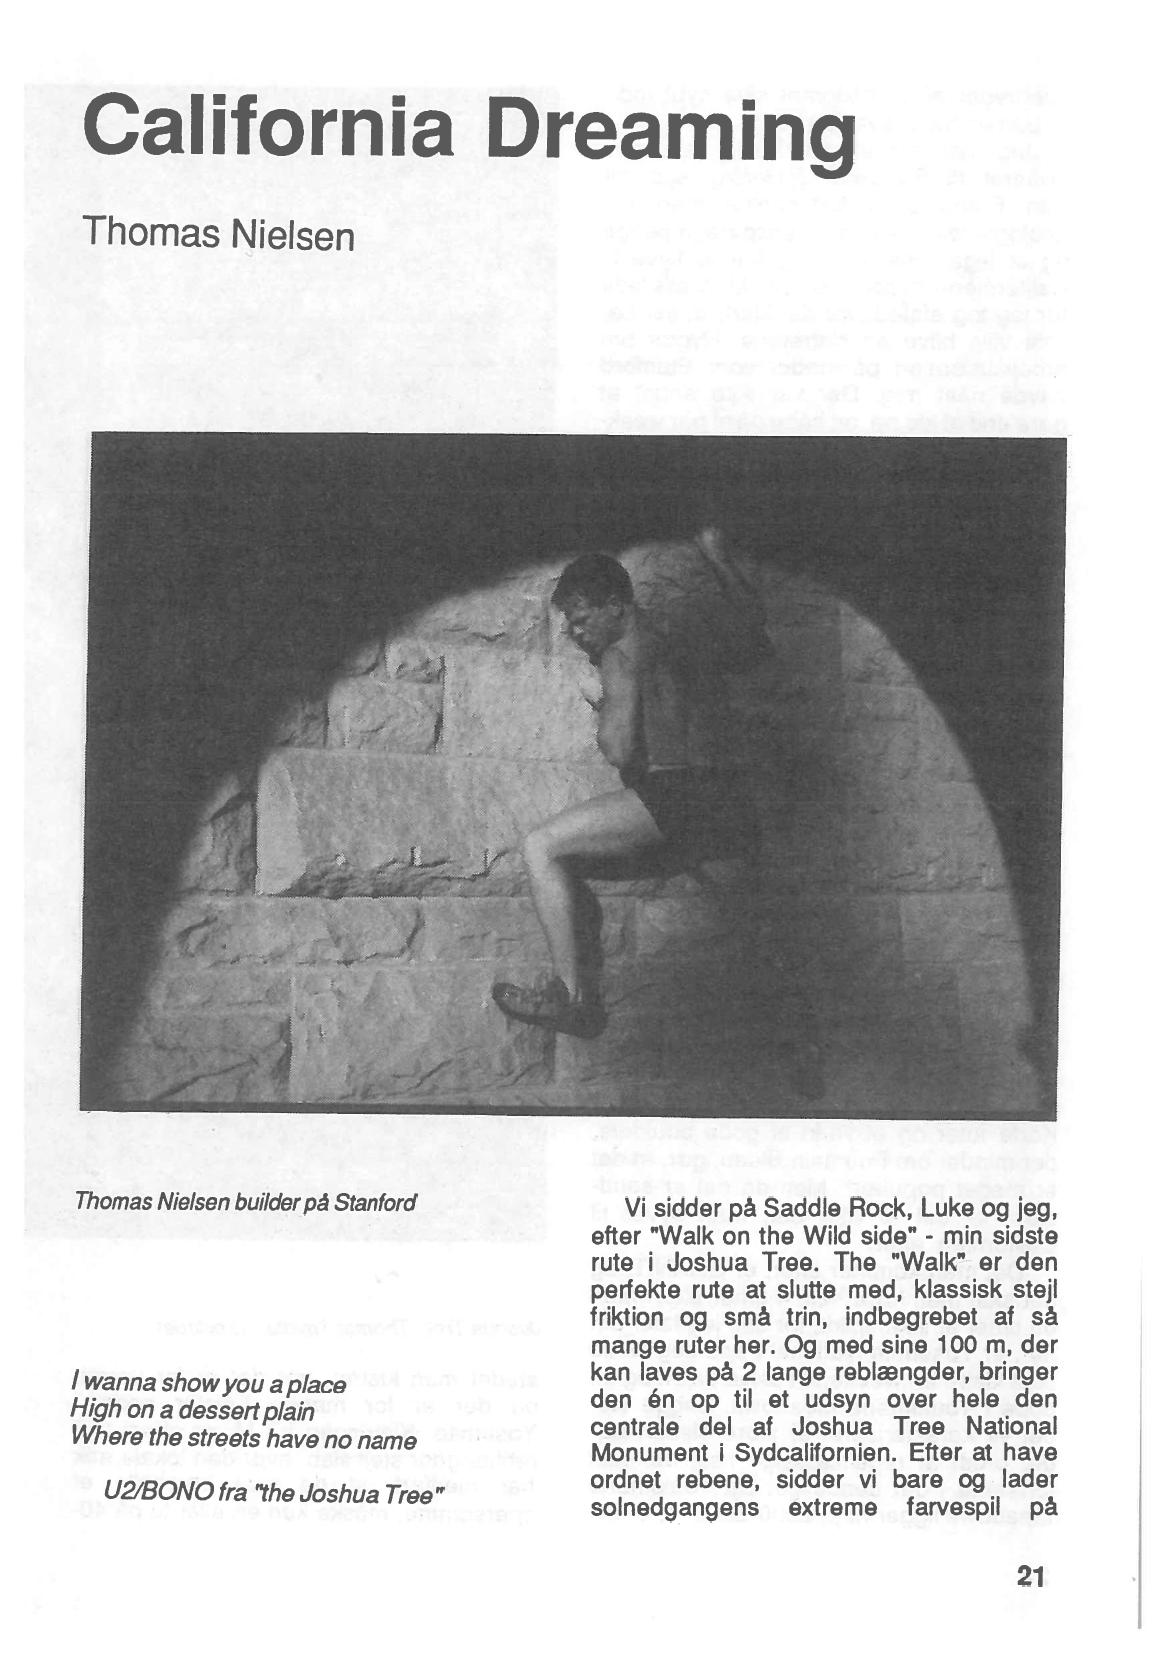 California Dreaming
Thomas Nielsen
Thomas Nielsen builder på Stanford
I wanna show you a place
High on a dessert plain
Where the streets have no name
U2/BONO fra "the Joshua Tree"
Vi sidder på Saddle Rock, Luke og jeg,
efter "Walk on the Wild side" - min sidste
rute i Joshua Tree. The "Walk" er den
perfekte rute at slutte med, klassisk stejl
friktion og små trin, indbegrebet af så
mange ruter her. Og med sine 100 m, der
kan laves på 2 lange reblængder, bringer
den én op til et udsyn over hele den
centrale del af Joshua Tree National
Monument i Sydcalifornien. Efter at have
ordnet rebene, sidder vi bare og lader
solnedgangens extreme farvespil på
21